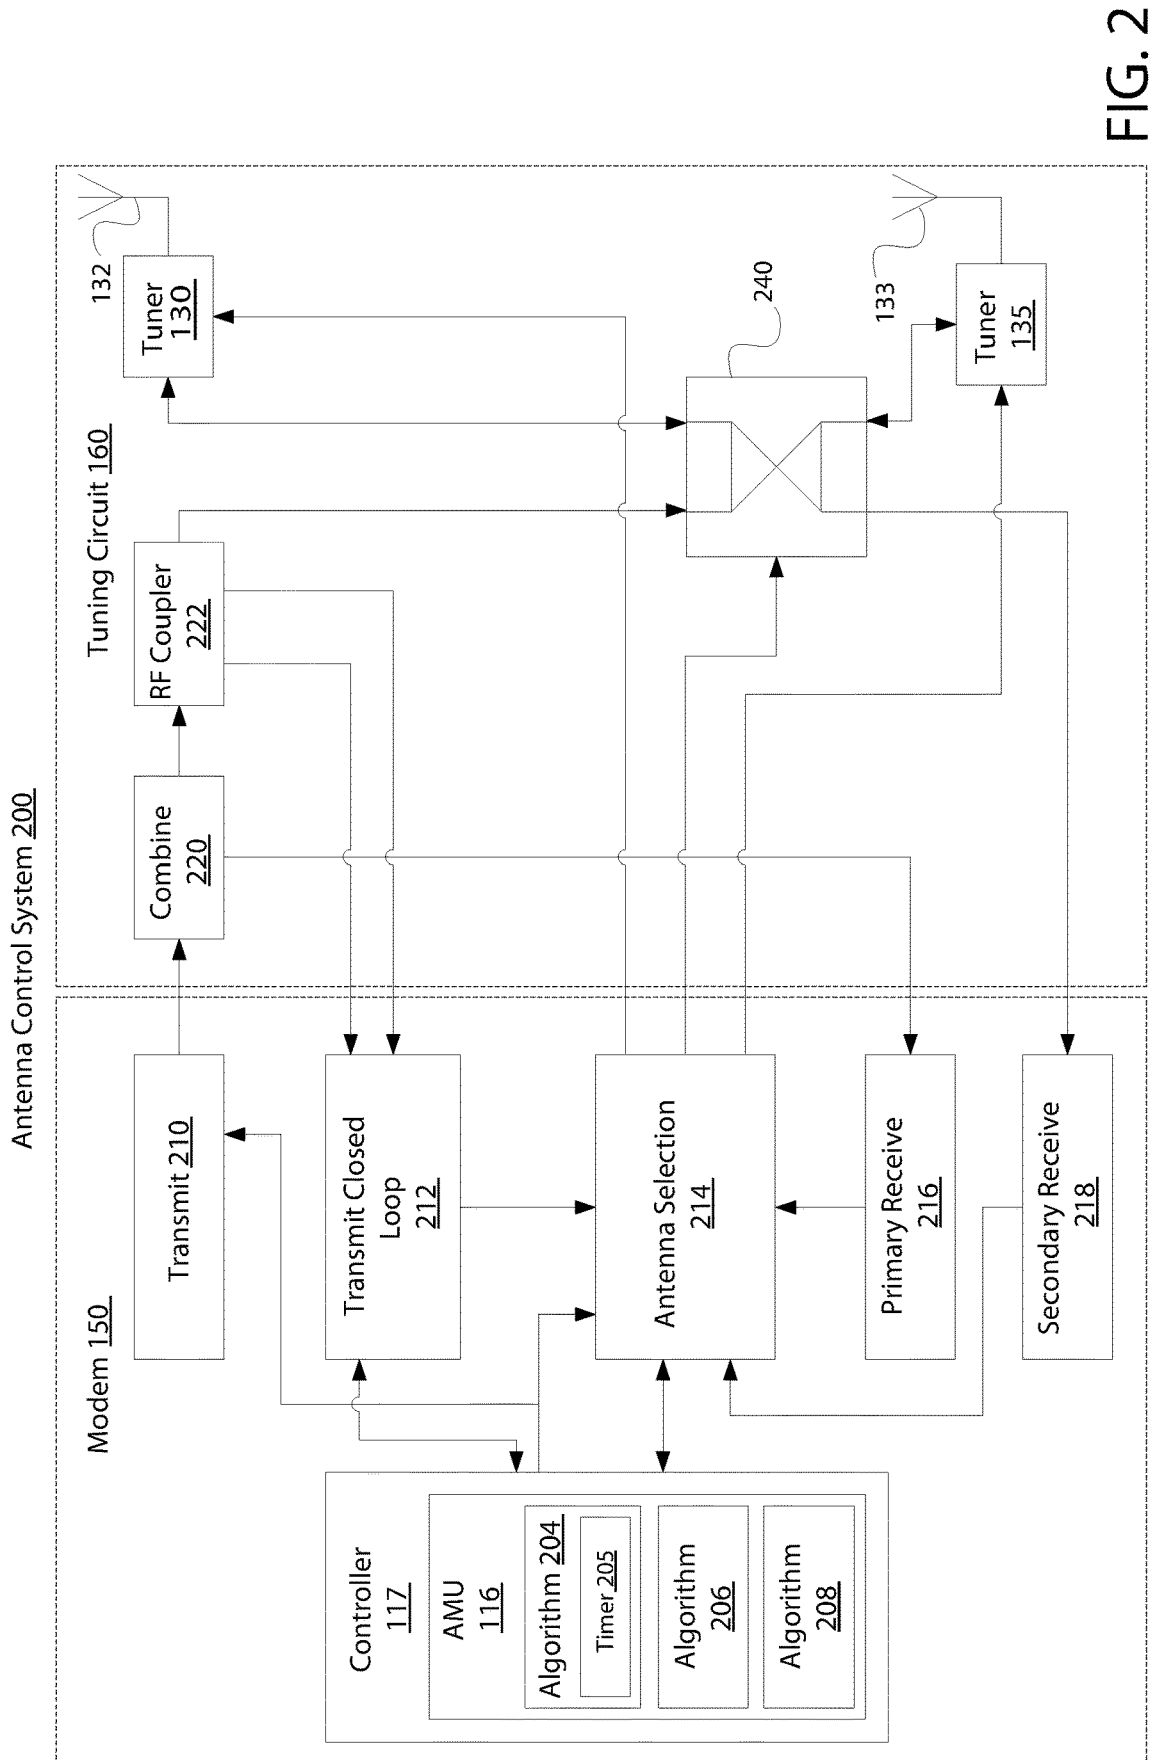 Antenna Control System 200
Modem 150
Tuning Circuit 160
Controller
117
AMU
116
Algorithm 204
Timer 205
Algorithm
206
Algorithm
208
Transmit 210
Transmit Closed
Loop
212
Antenna Selection
214
Primary Receive
216
Secondary Receive
218
Combine
220
RF Coupler
222
240
Tuner
130
132
Tuner
135
133
FIG. 2